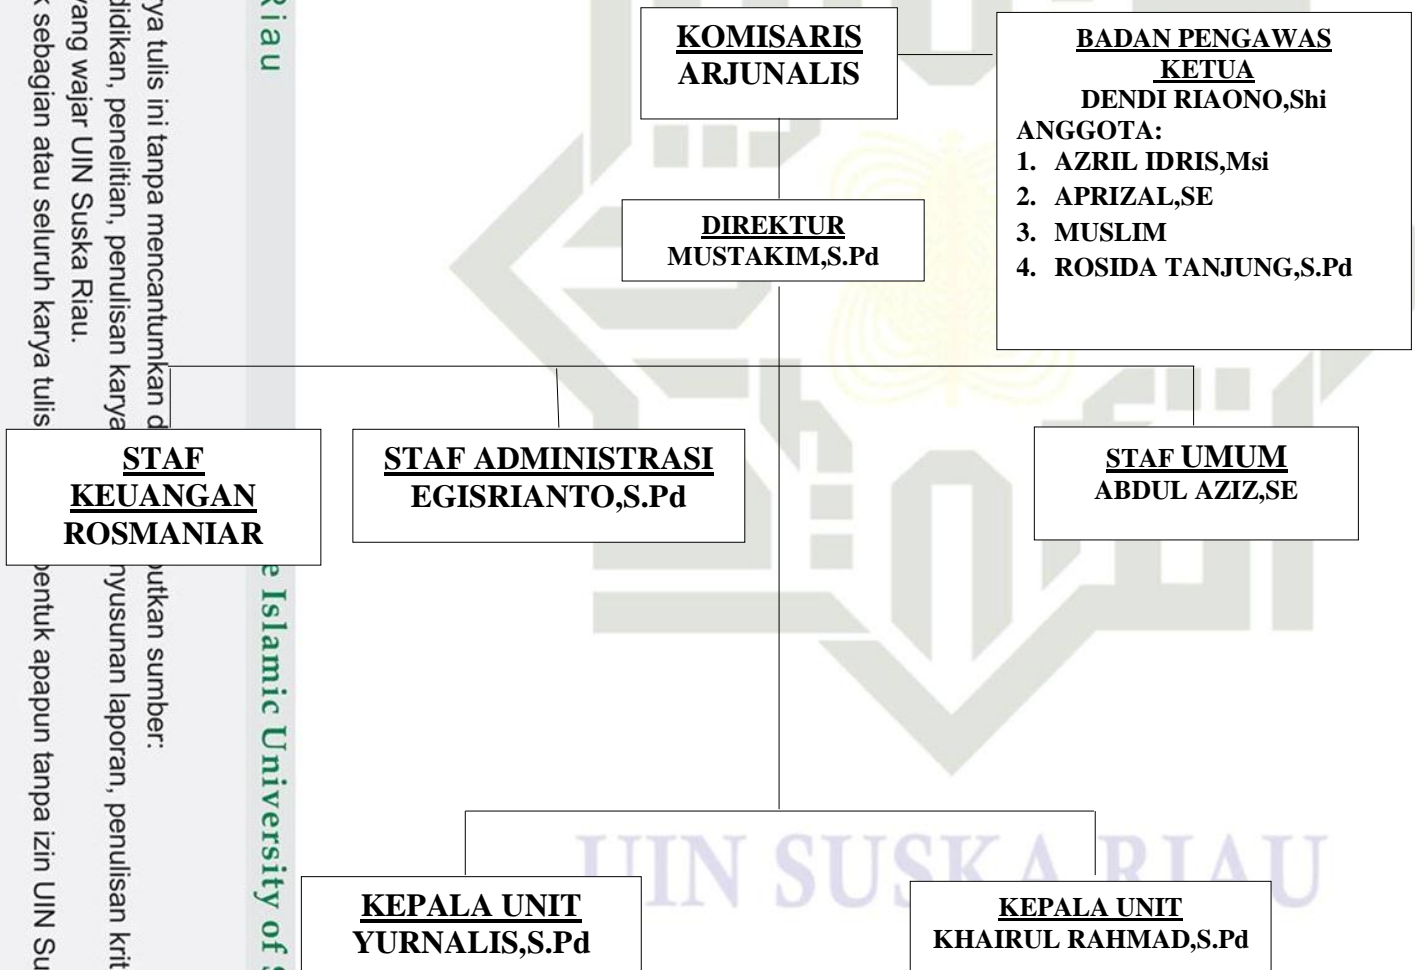 KOMISARIS
ARJUNALIS
BADAN PENGAWAS
KETUA
DENDI RIAONO,Shi
ANGGOTA:
1. AZRIL IDRIS,Msi
2. APRIZAL,SE
3. MUSLIM
4. ROSIDA TANJUNG,S.Pd
DIREKTUR
MUSTAKIM,S.Pd
STAF
KEUANGAN
ROSMANIAR
STAF ADMINISTRASI
EGISRIANTO,S.Pd
STAF UMUM
ABDUL AZIZ,SE
KEPALA UNIT
YURNALIS,S.Pd
KEPALA UNIT
KHAIRUL RAHMAD,S.Pd
UIN SUSKA RIAU
Riau
e Islamic University of
ya tulis ini tanpa mencantumkan d
butkan sumber:
didikan, penelitian, penulisan karya
nyusunan laporan, penulisan krit
yang wajar UIN Suska Riau.
k sebagian atau seluruh karya tulis
bentuk apapun tanpa izin UIN Su